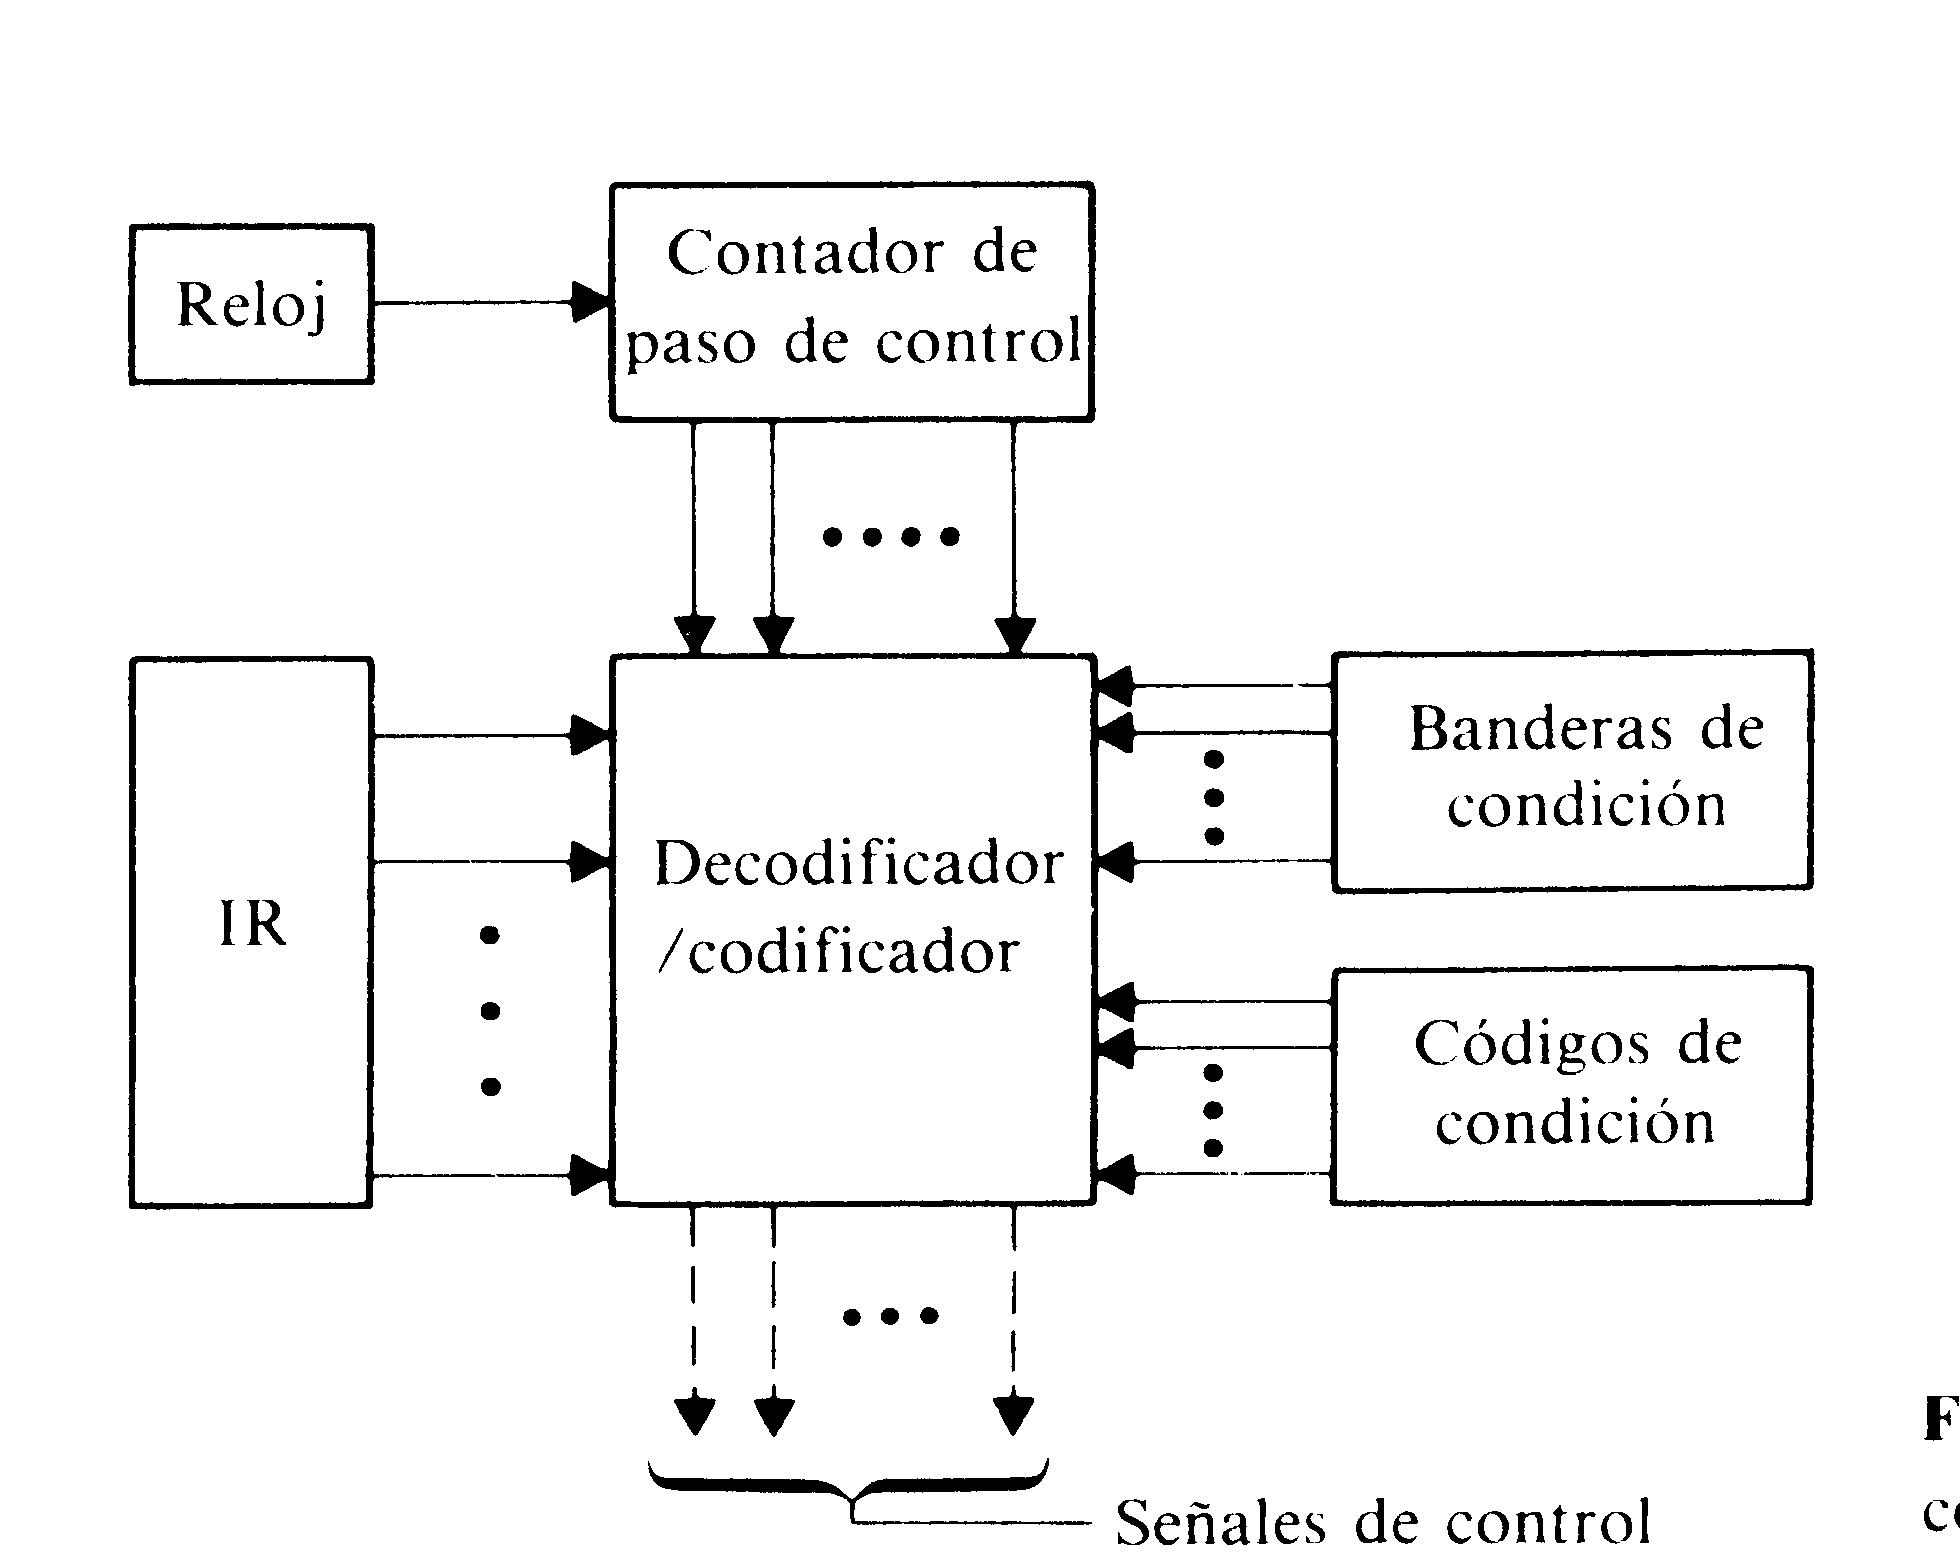 Contador de
paso de control
Reloj
Banderas de
condición
Decodificador
/codificador
IR
Códigos de
condición
Señales de control